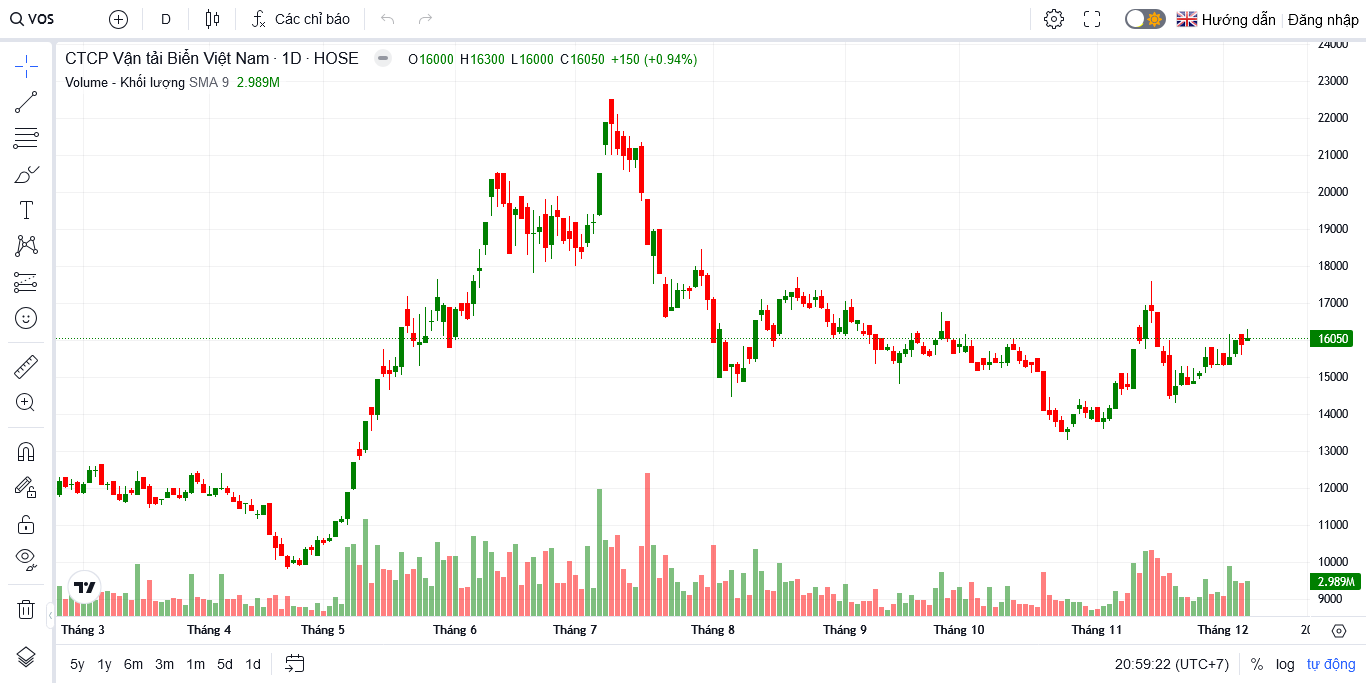 VOS D Các chỉ báo Hướng dẫn Đăng nhập
CTCP Vận tải Biển Việt Nam · 1D · HOSE O16000 H16300 L16000 C16050 +150 (+0.94%)
Volume - Khối lượng SMA 9 2.989M
24000
23000
22000
21000
20000
19000
18000
17000
16050
15000
14000
13000
12000
11000
10000
2.989M
9000
Tháng 3 Tháng 4 Tháng 5 Tháng 6 Tháng 7 Tháng 8 Tháng 9 Tháng 10 Tháng 11 Tháng 12
5y 1y 6m 3m 1m 5d 1d 20:59:22 (UTC+7) % log tự động